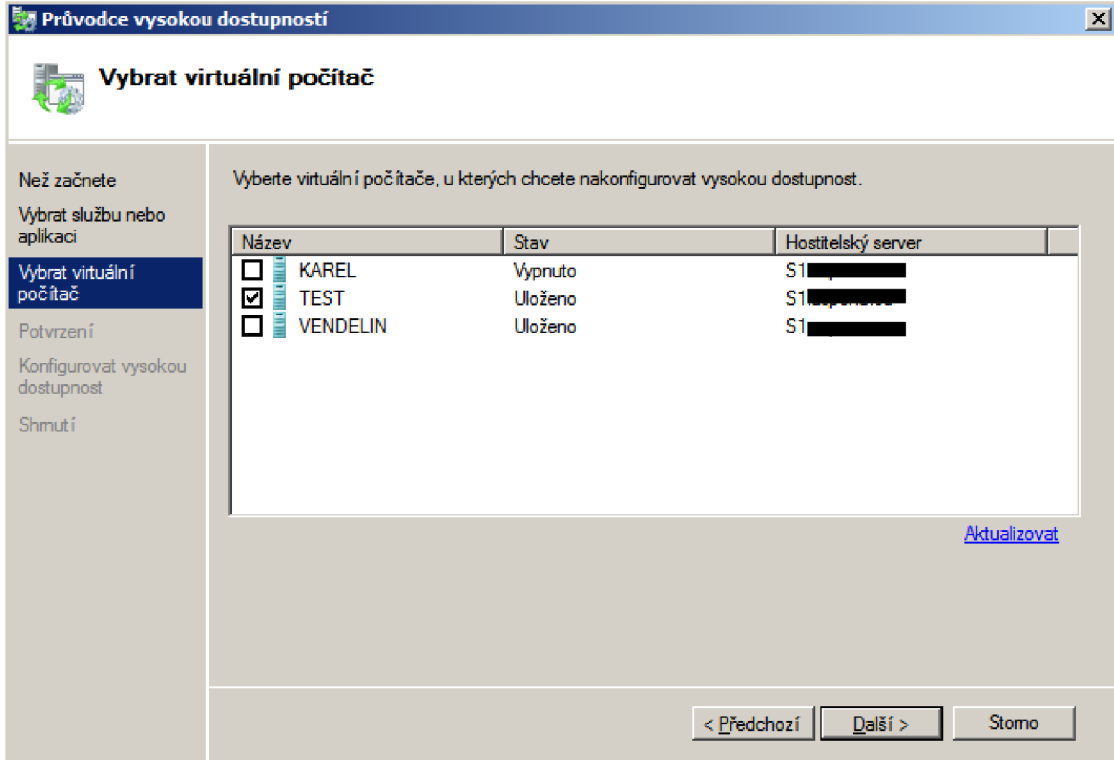 Průvodce vysokou dostupností
Vybrat virtuální počítač
Než začnete
Vybrat službu nebo
aplikaci
Vybrat virtuální
počítač
Potvrzení
Konfigurovat vysokou
dostupnost
Shrnutí
Vyberte virtuální počítače, u kterých chcete nakonfigurovat vysokou dostupnost.
Název Stav Hostitelský server
KAREL Vypnuto S1
TEST Uloženo S1
VENDELIN Uloženo S1
Aktualizovat
< Předchozí Další > Storno